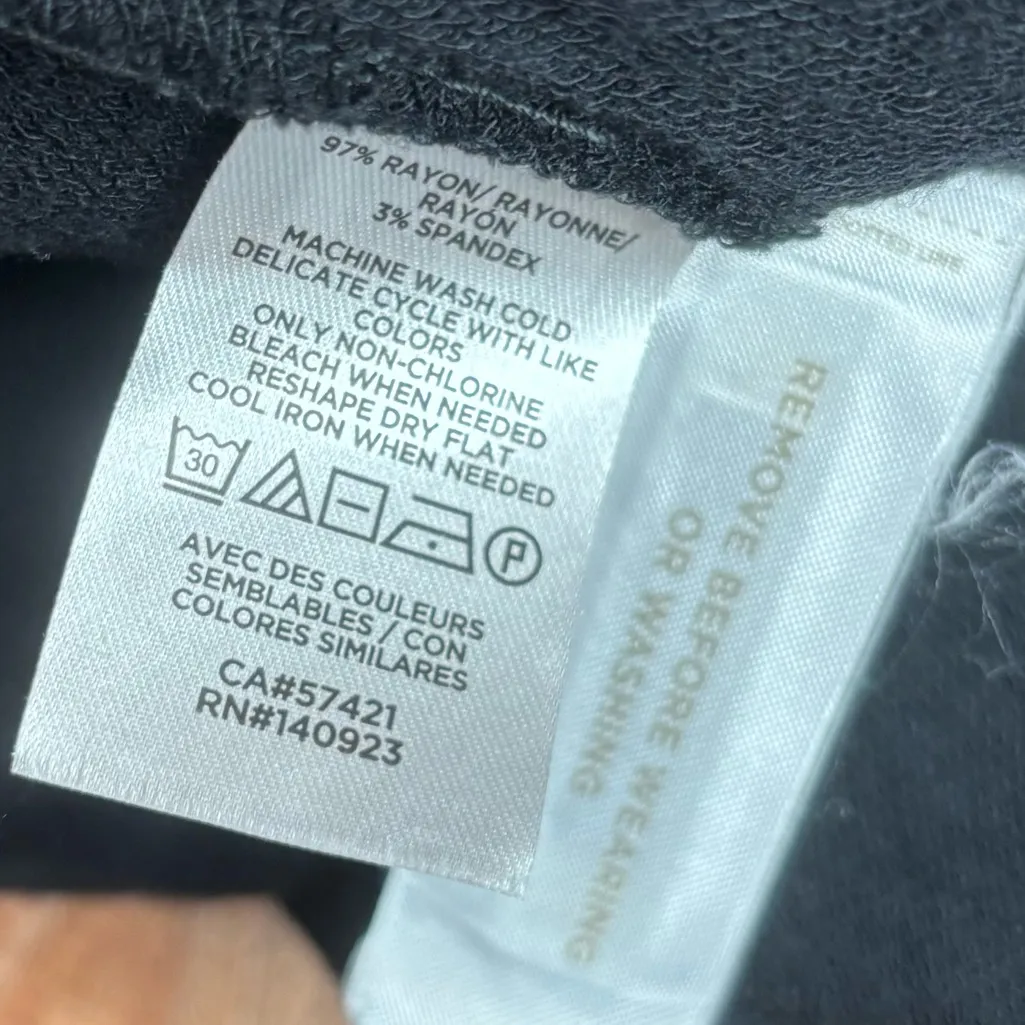 97% RAYON/ RAYONNE/
RAYÓN
3% SPANDEX
MACHINE WASH COLD
DELICATE CYCLE WITH LIKE
COLORS
ONLY NON-CHLORINE
BLEACH WHEN NEEDED
RESHAPE DRY FLAT
COOL IRON WHEN NEEDED
30
P
AVEC DES COULEURS
SEMBLABLES / CON
COLORES SIMILARES
CA#57421
RN#140923
REMOVE BEFORE WEARING
OR WASHING